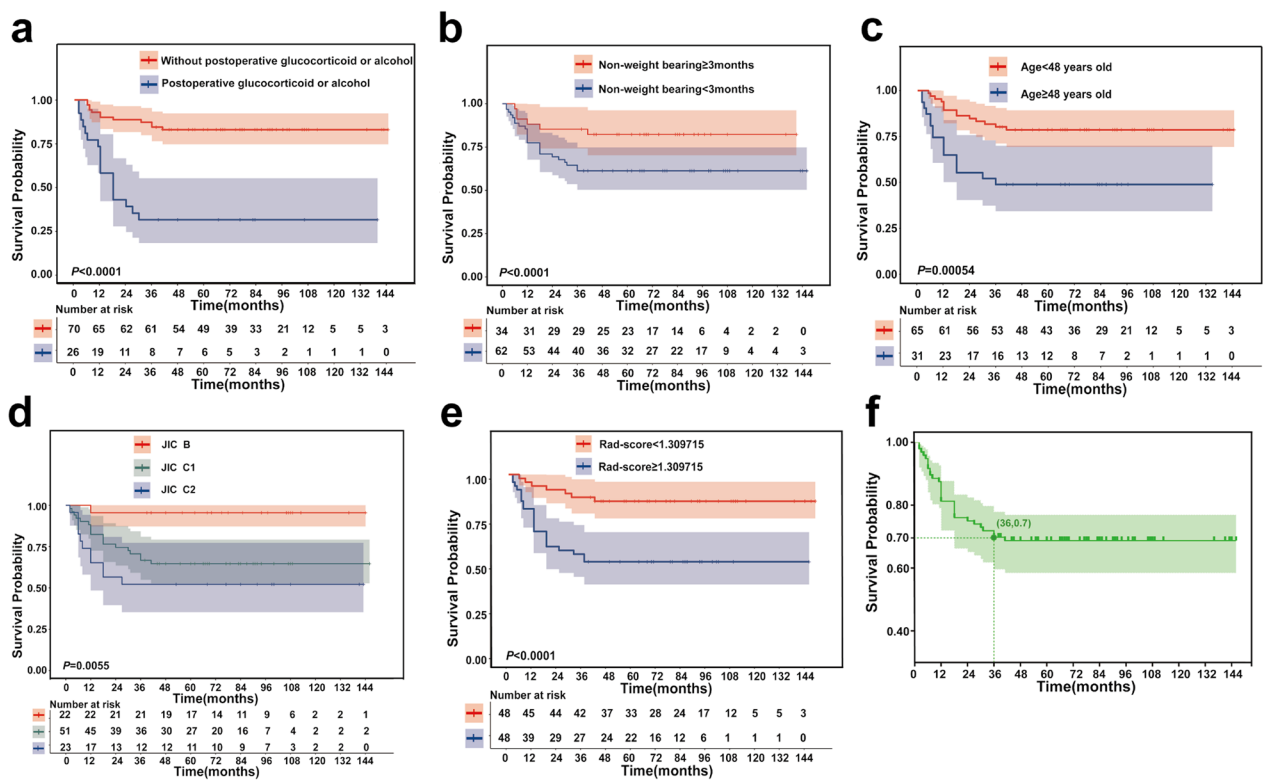 a
Without postoperative glucocorticoid or alcohol
Postoperative glucocorticoid or alcohol
Survival Probability
1.00
0.75
0.50
0.25
0.00
P<0.0001
0 12 24 36 48 60 72 84 96 108 120 132 144
Time(months)
Number at risk
70 65 62 61 54 49 39 33 21 12 5 5 3
26 19 11 8 7 6 5 3 2 1 1 1 0
0 12 24 36 48 60 72 84 96 108 120 132 144
Time(months)
b
Non-weight bearing≥3months
Non-weight bearing<3months
Survival Probability
1.00
0.75
0.50
0.25
0.00
P<0.0001
0 12 24 36 48 60 72 84 96 108 120 132 144
Time(months)
Number at risk
34 31 29 29 25 23 17 14 6 4 2 2 0
62 53 44 40 36 32 27 22 17 9 4 4 3
0 12 24 36 48 60 72 84 96 108 120 132 144
Time(months)
c
Age<48 years old
Age≥48 years old
Survival Probability
1.00
0.75
0.50
0.25
0.00
P=0.00054
0 12 24 36 48 60 72 84 96 108 120 132 144
Time(months)
Number at risk
65 61 56 53 48 43 36 29 21 12 5 5 3
31 23 17 16 13 12 8 7 2 1 1 1 0
0 12 24 36 48 60 72 84 96 108 120 132 144
Time(months)
d
JIC B
JIC C1
JIC C2
Survival Probability
1.00
0.75
0.50
0.25
0.00
P=0.0055
0 12 24 36 48 60 72 84 96 108 120 132 144
Time(months)
Number at risk
22 22 21 21 19 17 14 11 9 6 2 2 1
51 45 39 36 30 27 20 16 7 4 2 2 2
23 17 13 12 12 11 10 9 7 3 2 2 0
0 12 24 36 48 60 72 84 96 108 120 132 144
Time(months)
e
Rad-score<1.309715
Rad-score≥1.309715
Survival Probability
1.00
0.75
0.50
0.25
0.00
P<0.0001
0 12 24 36 48 60 72 84 96 108 120 132 144
Time(months)
Number at risk
48 45 44 42 37 33 28 24 17 12 5 5 3
48 39 29 27 24 22 16 12 6 1 1 1 0
0 12 24 36 48 60 72 84 96 108 120 132 144
Time(months)
f
Survival Probability
1.00
0.80
0.70
0.60
0.40
(36,0.7)
0 12 24 36 48 60 72 84 96 108 120 132 144
Time(months)